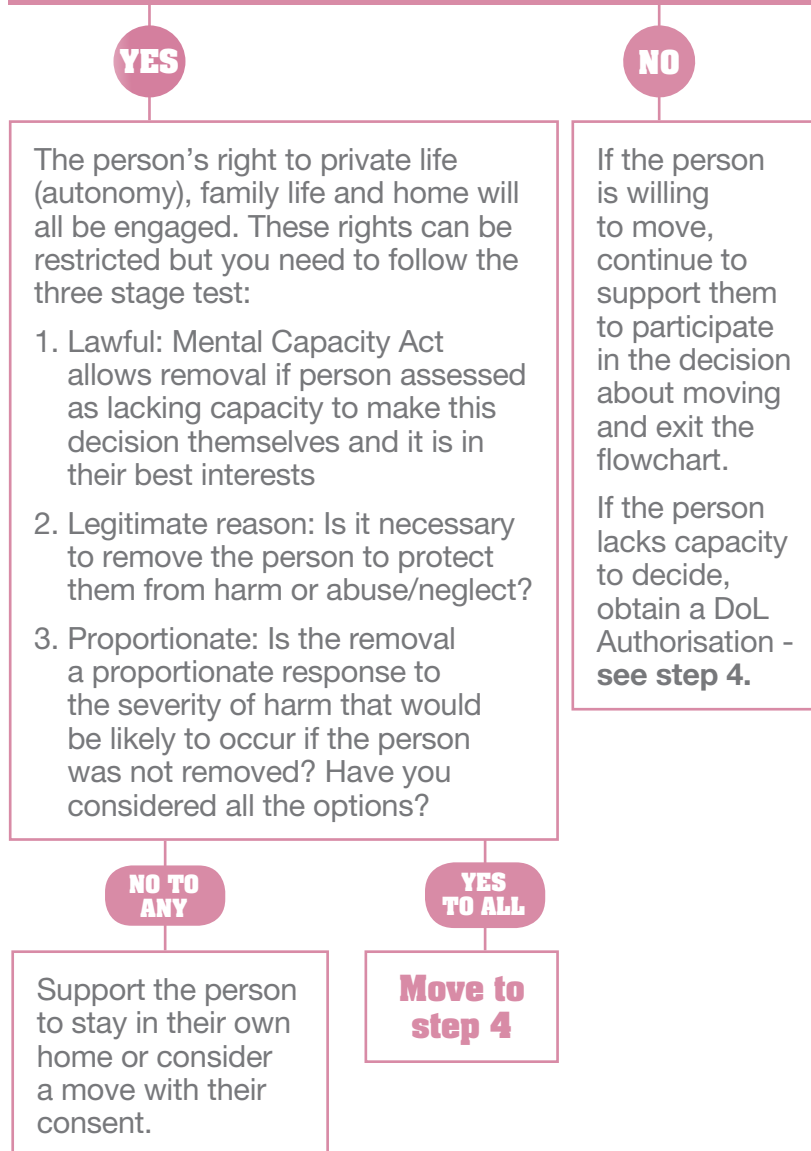 YES
The person’s right to private life
(autonomy), family life and home will
all be engaged. These rights can be
restricted but you need to follow the
three stage test:
1. Lawful: Mental Capacity Act
allows removal if person assessed
as lacking capacity to make this
decision themselves and it is in
their best interests
2. Legitimate reason: Is it necessary
to remove the person to protect
them from harm or abuse/neglect?
3. Proportionate: Is the removal
a proportionate response to
the severity of harm that would
be likely to occur if the person
was not removed? Have you
considered all the options?
NO
If the person
is willing
to move,
continue to
support them
to participate
in the decision
about moving
and exit the
flowchart.
If the person
lacks capacity
to decide,
obtain a DoL
Authorisation -
see step 4.
NO TO
ANY
Support the person
to stay in their own
home or consider
a move with their
consent.
YES
TO ALL
Move to
step 4